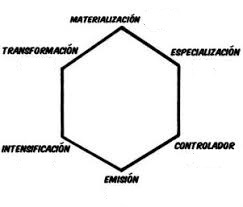 MATERIALIZACIÓN
TRANSFORMACIÓN
ESPECIALIZACIÓN
INTENSIFICACIÓN
CONTROLADOR
EMISIÓN